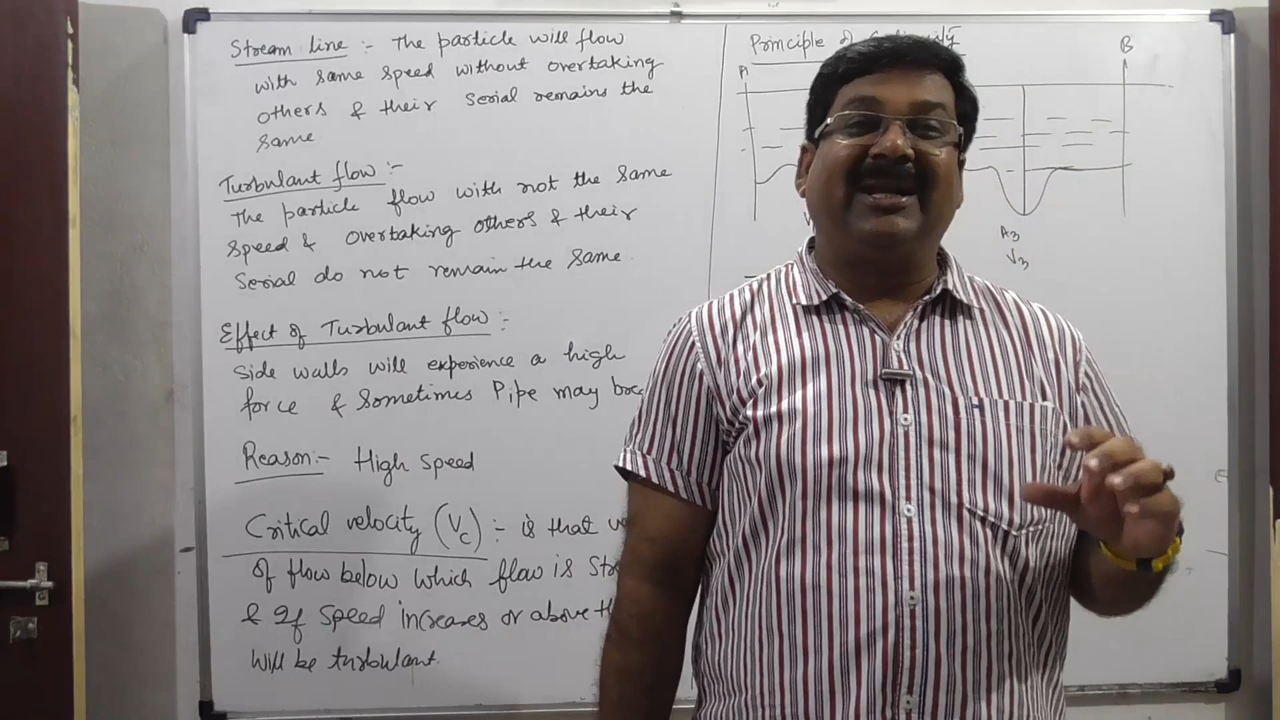 Stream line :- The particle will flow
with same speed without overtaking
others & their serial remains the
same
Turbulant flow :-
The particle flow with not the same
speed & overtaking others & their
Serial do not remain the same
Effect of Turbulant flow :-
Side walls will experience a high
force & sometimes Pipe may
Reason:- High speed
Critical velocity (Vc) :- is that
of flow below which flow is
& If speed increases or above
will be turbulant.
Principle of
A
B
A3
V3